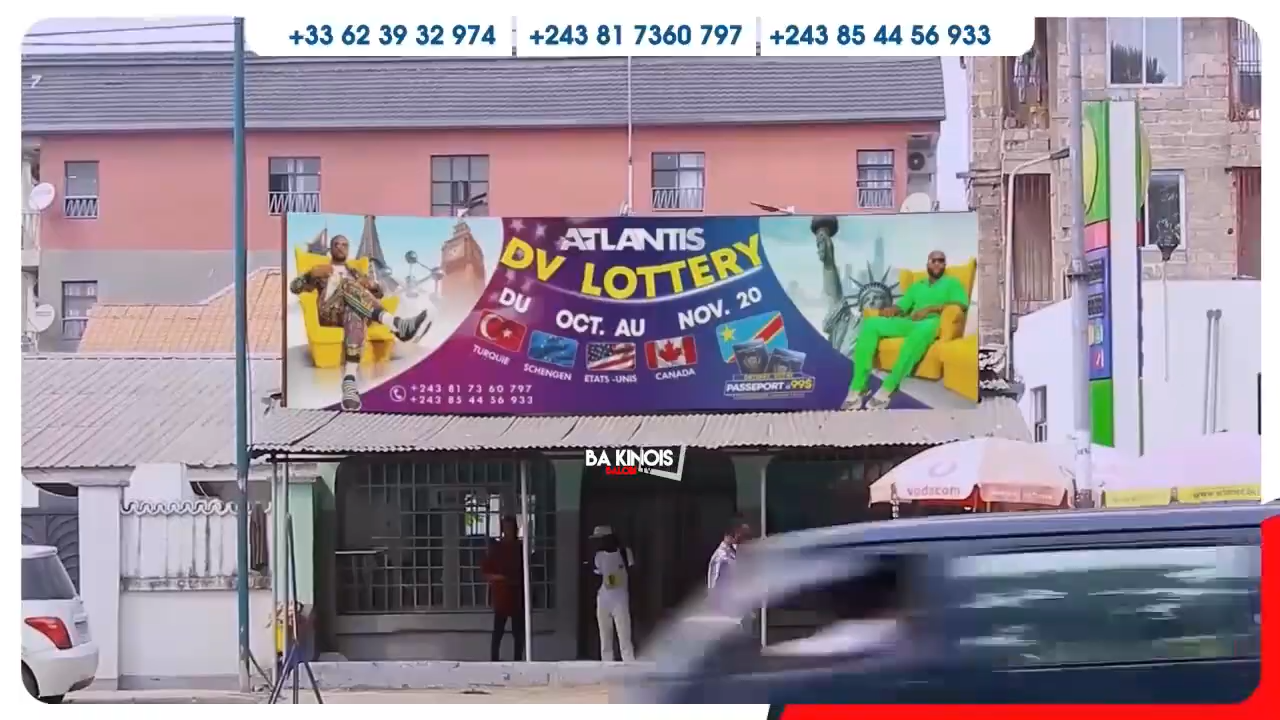 +33 62 39 32 974
+243 81 7360 797
+243 85 44 56 933
ATLANTIS
DV LOTTERY
DU OCT. AU NOV. 20
TURQUIE
SCHENGEN
ETATS-UNIS
CANADA
PASSEPORT à 99$
+243 81 73 60 797
+243 85 44 56 933
BA KINOIS
vodacom